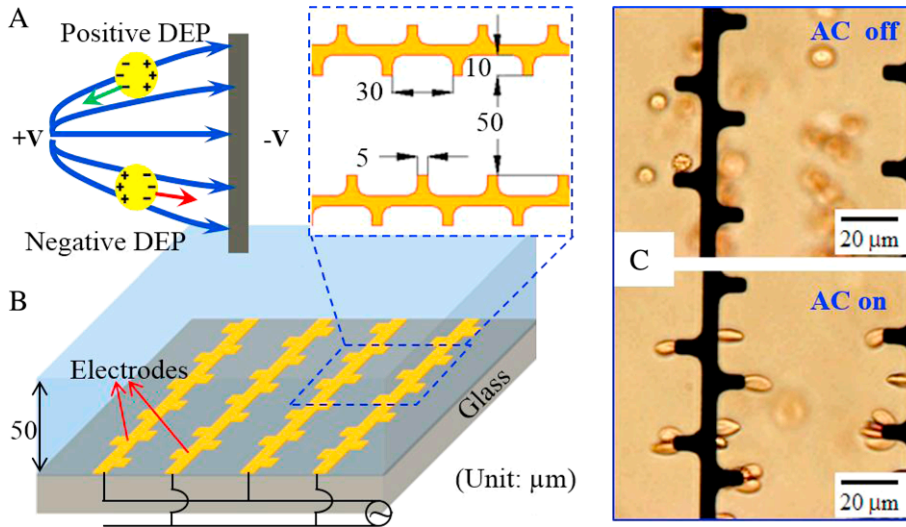 A
Positive DEP
+V
-V
Negative DEP
10
30
50
5
B
Electrodes
50
Glass
(Unit: µm)
AC off
20 µm
C
AC on
20 µm